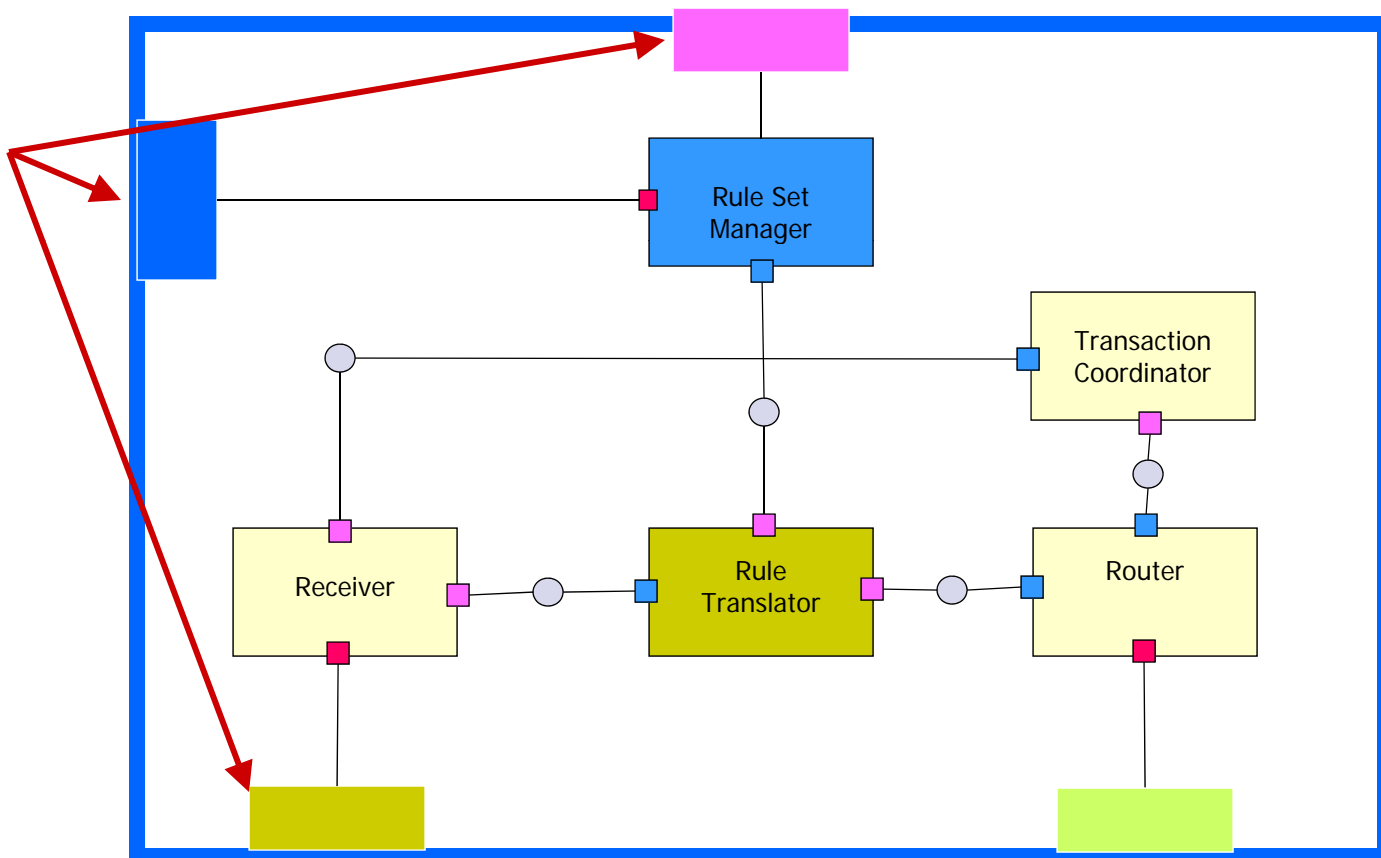 Rule Set
Manager
Transaction
Coordinator
Receiver
Rule
Translator
Router